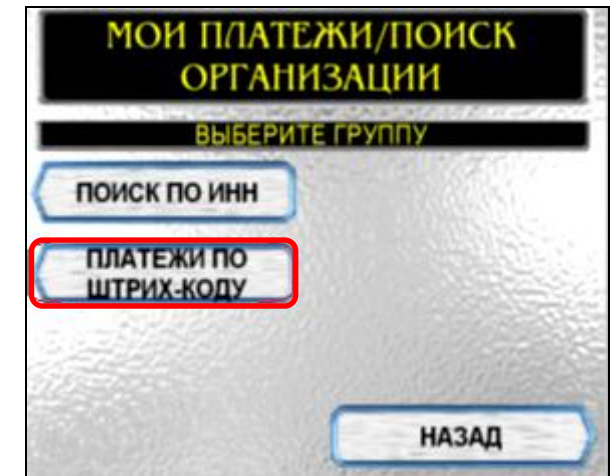 МОИ ПЛАТЕЖИ/ПОИСК
ОРГАНИЗАЦИИ
ВЫБЕРИТЕ ГРУППУ
ПОИСК ПО ИНН
ПЛАТЕЖИ ПО
ШТРИХ-КОДУ
НАЗАД